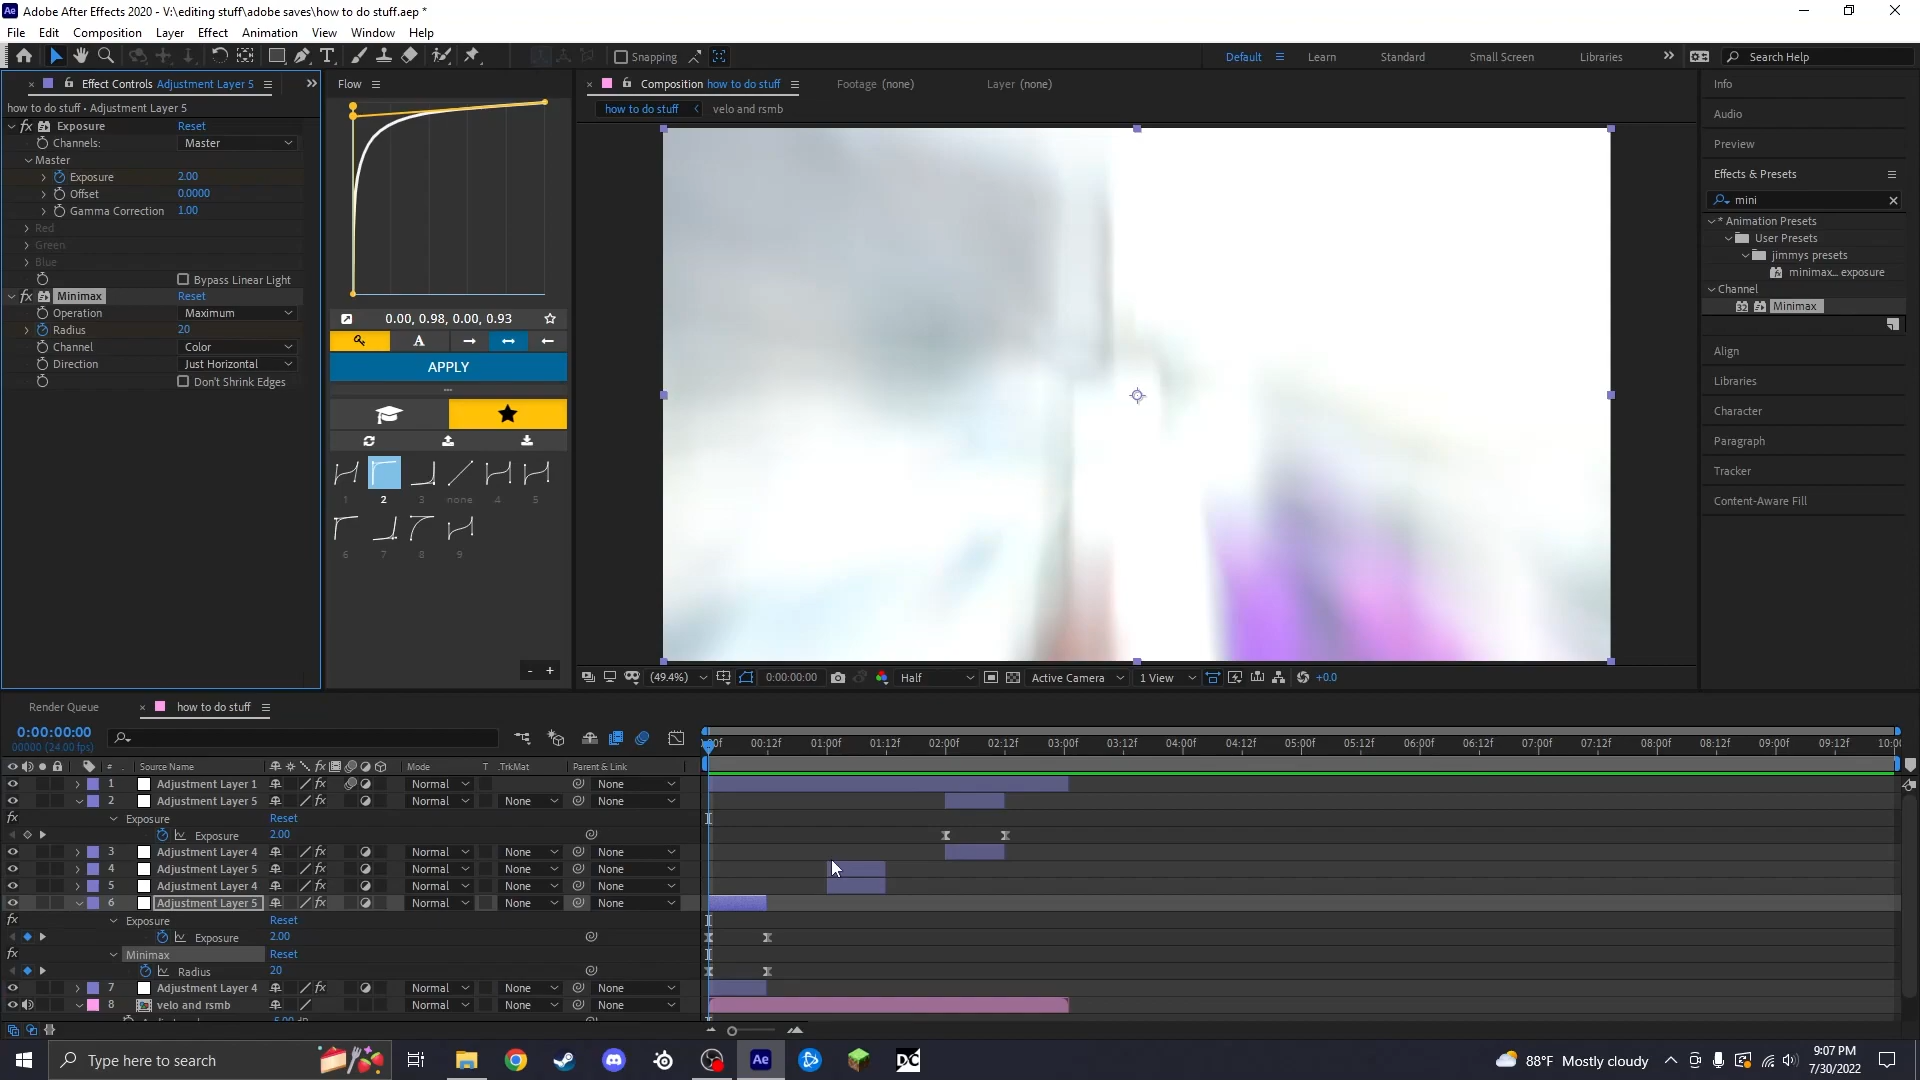 Adobe After Effects 2020 - V:\editing stuff\adobe saves\how to do stuff.aep *
File Edit Composition Layer Effect Animation View Window Help
Snapping
Default Learn Standard Small Screen Libraries Search Help
Effect Controls Adjustment Layer 5
how to do stuff • Adjustment Layer 5
Exposure Reset
Channels: Master
Master
Exposure 2.00
Offset 0.0000
Gamma Correction 1.00
Red
Green
Blue
Bypass Linear Light
Minimax Reset
Operation Maximum
Radius 20
Channel Color
Direction Just Horizontal
Don't Shrink Edges
Flow
0.00, 0.98, 0.00, 0.93
A
APPLY
1 2 3 none 4 5
6 7 8 9
- +
Composition how to do stuff Footage (none) Layer (none)
how to do stuff velo and rsmb
(49.4%) 0:00:00:00 Half Active Camera 1 View +0.0
Info
Audio
Preview
Effects & Presets
mini
* Animation Presets
User Presets
jimmys presets
minimax... exposure
Channel
32 Minimax
Align
Libraries
Character
Paragraph
Tracker
Content-Aware Fill
Render Queue how to do stuff
0:00:00:00
00000 (24.00 fps)
00:12f 01:00f 01:12f 02:00f 02:12f 03:00f 03:12f 04:00f 04:12f 05:00f 05:12f 06:00f 06:12f 07:00f 07:12f 08:00f 08:12f 09:00f 09:12f
# Source Name Mode T .TrkMat Parent & Link
1 Adjustment Layer 1 Normal None
2 Adjustment Layer 5 Normal None None
Exposure Reset
Exposure 2.00
3 Adjustment Layer 4 Normal None None
4 Adjustment Layer 5 Normal None None
5 Adjustment Layer 4 Normal None None
6 Adjustment Layer 5 Normal None None
Exposure Reset
Exposure 2.00
Minimax Reset
Radius 20
7 Adjustment Layer 4 Normal None None
8 velo and rsmb Normal None None
Type here to search
Ae
DC
88°F Mostly cloudy
9:07 PM
7/30/2022